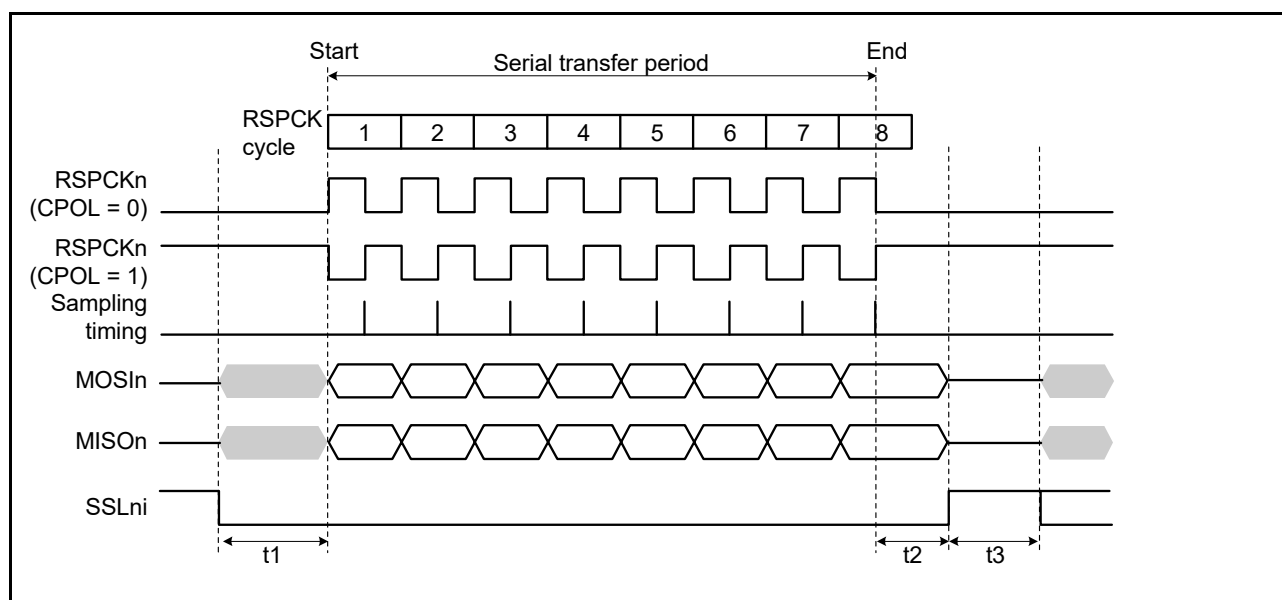 Start
End
Serial transfer period
RSPCK
cycle
1 2 3 4 5 6 7 8
RSPCKn
(CPOL = 0)
RSPCKn
(CPOL = 1)
Sampling
timing
MOSIn
MISOn
SSLni
t1
t2
t3